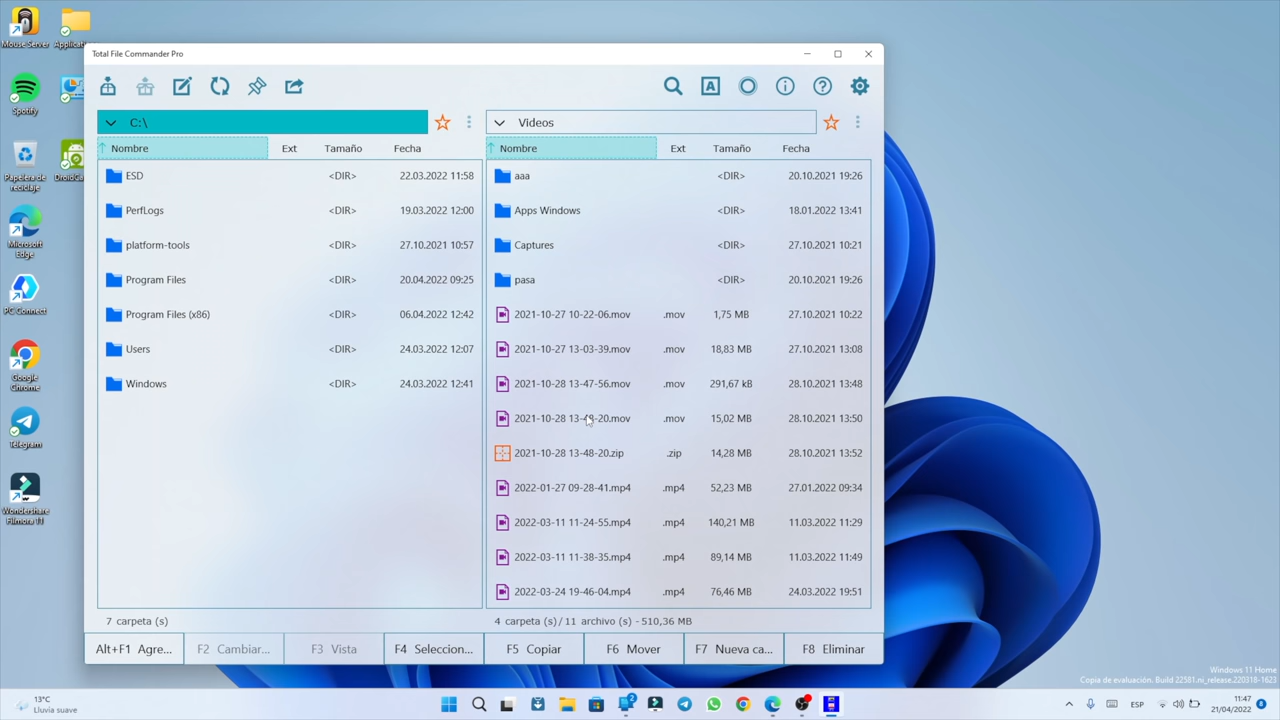 Mouse Server
Applicati
Spotify
Papelera de
reciclaje
DroidCa
Microsoft
Edge
PC Connect
Google
Chrome
Telegram
Wondershare
Filmora 11
Total File Commander Pro
C:\
Nombre Ext Tamaño Fecha
ESD <DIR> 22.03.2022 11:58
PerfLogs <DIR> 19.03.2022 12:00
platform-tools <DIR> 27.10.2021 10:57
Program Files <DIR> 20.04.2022 09:25
Program Files (x86) <DIR> 06.04.2022 12:42
Users <DIR> 24.03.2022 12:07
Windows <DIR> 24.03.2022 12:41
7 carpeta (s)
Videos
Nombre Ext Tamaño Fecha
aaa <DIR> 20.10.2021 19:26
Apps Windows <DIR> 18.01.2022 13:41
Captures <DIR> 27.10.2021 10:21
pasa <DIR> 20.10.2021 19:26
2021-10-27 10-22-06.mov .mov 1,75 MB 27.10.2021 10:22
2021-10-27 13-03-39.mov .mov 18,83 MB 27.10.2021 13:08
2021-10-28 13-47-56.mov .mov 291,67 kB 28.10.2021 13:48
2021-10-28 13-48-20.mov .mov 15,02 MB 28.10.2021 13:50
2021-10-28 13-48-20.zip .zip 14,28 MB 28.10.2021 13:52
2022-01-27 09-28-41.mp4 .mp4 52,23 MB 27.01.2022 09:34
2022-03-11 11-24-55.mp4 .mp4 140,21 MB 11.03.2022 11:29
2022-03-11 11-38-35.mp4 .mp4 89,14 MB 11.03.2022 11:49
2022-03-24 19-46-04.mp4 .mp4 76,46 MB 24.03.2022 19:51
4 carpeta (s)/ 11 archivo (s) - 510,36 MB
Alt+F1 Agre... F2 Cambiar... F3 Vista F4 Seleccion... F5 Copiar F6 Mover F7 Nueva ca... F8 Eliminar
Windows 11 Home
Copia de evaluación. Build 22581.ni_release.220318-1623
13°C
Lluvia suave
2
ESP
11:47
21/04/2022
8